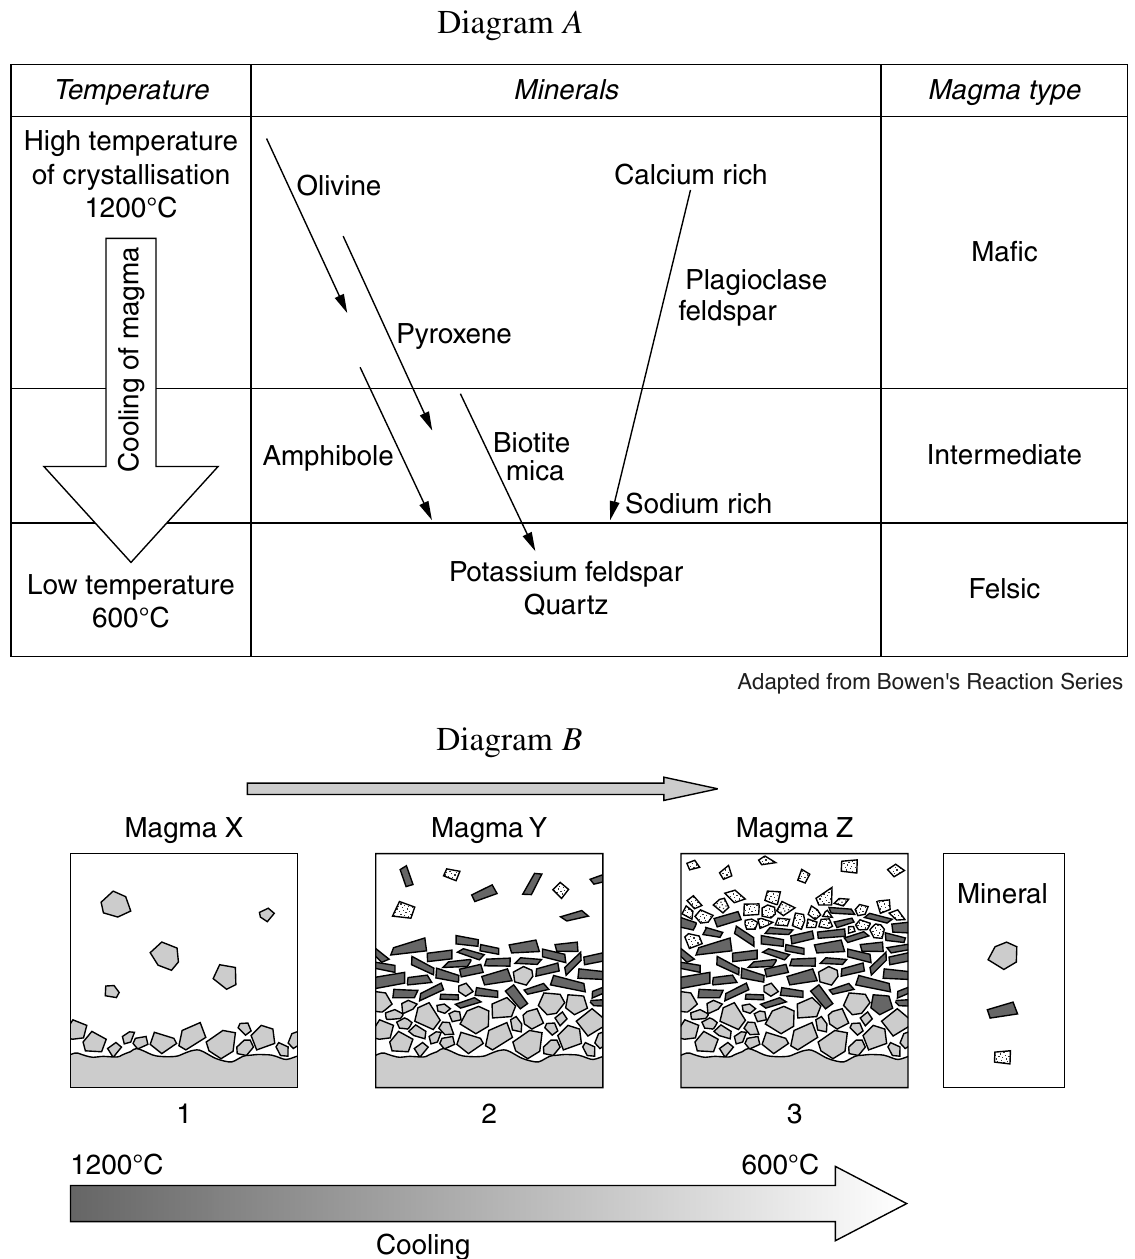 Diagram A
Temperature
Minerals
Magma type
High temperature
of crystallisation
1200°C
Cooling of magma
Low temperature
600°C
Olivine
Pyroxene
Amphibole
Biotite
mica
Calcium rich
Plagioclase
feldspar
Sodium rich
Potassium feldspar
Quartz
Mafic
Intermediate
Felsic
Adapted from Bowen's Reaction Series
Diagram B
Magma X
Magma Y
Magma Z
Mineral
1
2
3
1200°C
600°C
Cooling